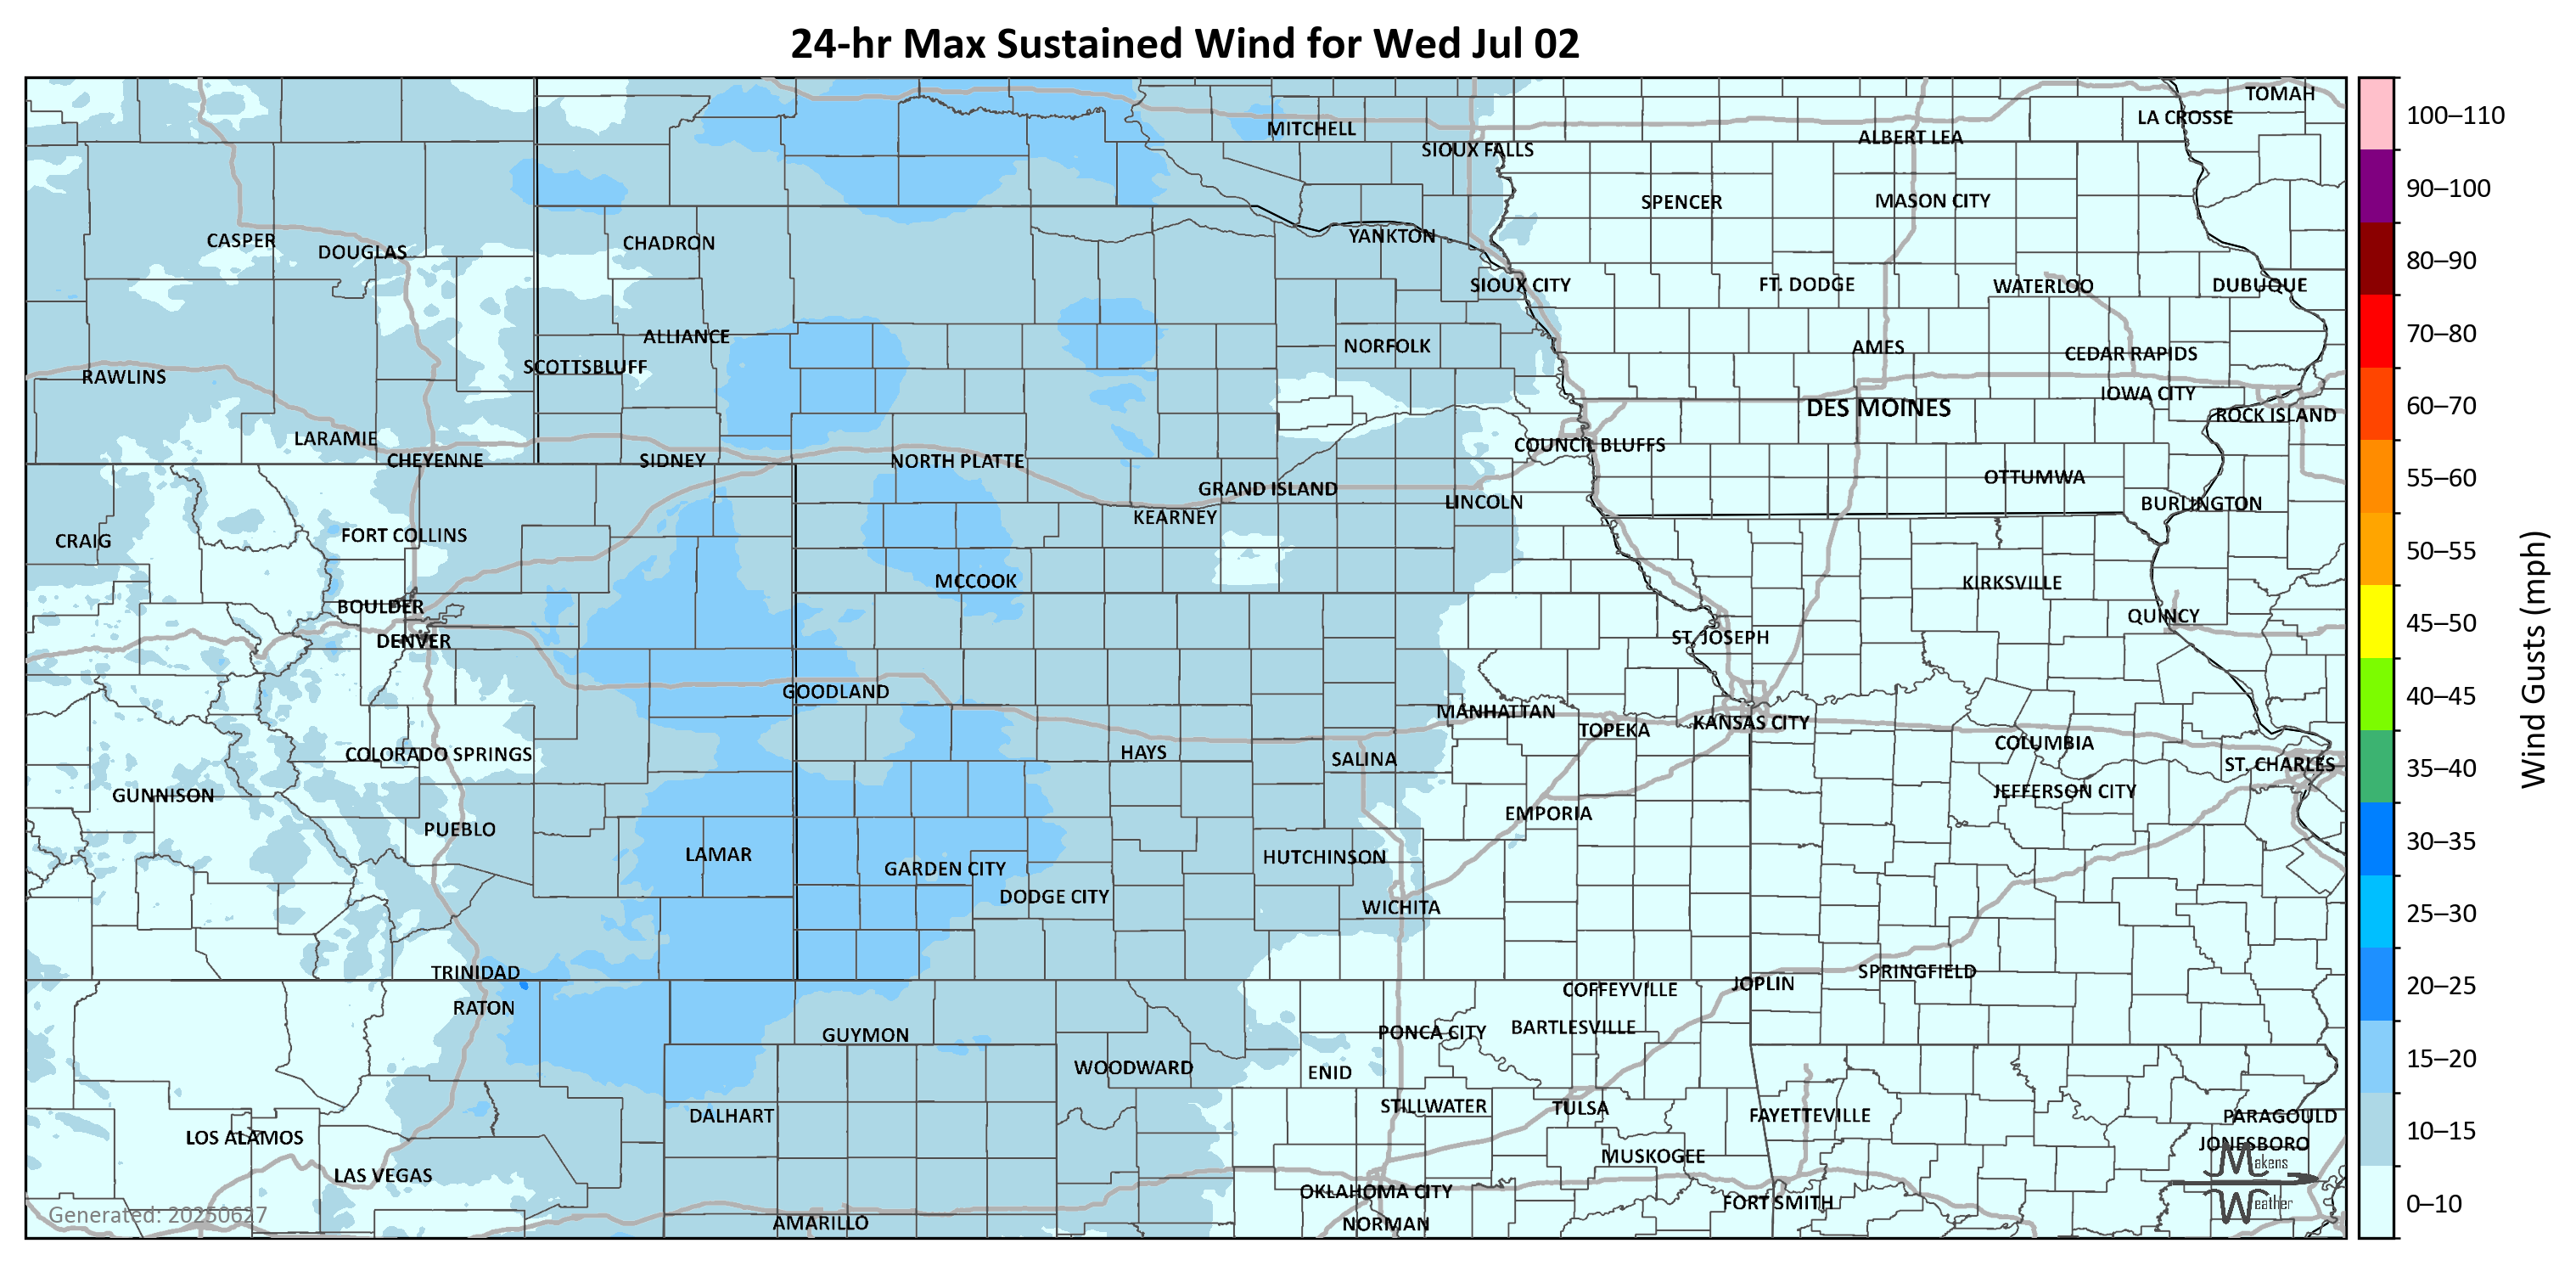 24-hr Max Sustained Wind for Wed Jul 02
TOMAH
LA CROSSE
MITCHELL
ALBERT LEA
SIOUX FALLS
SPENCER
MASON CITY
CASPER
DOUGLAS
CHADRON
YANKTON
SIOUX CITY
FT. DODGE
WATERLOO
DUBUQUE
ALLIANCE
NORFOLK
AMES
CEDAR RAPIDS
SCOTTSBLUFF
RAWLINS
IOWA CITY
DES MOINES
ROCK ISLAND
LARAMIE
COUNCIL BLUFFS
CHEYENNE
SIDNEY
NORTH PLATTE
OTTUMWA
GRAND ISLAND
LINCOLN
BURLINGTON
KEARNEY
CRAIG
FORT COLLINS
MCCOOK
KIRKSVILLE
BOULDER
QUINCY
DENVER
ST. JOSEPH
GOODLAND
MANHATTAN
TOPEKA
KANSAS CITY
COLORADO SPRINGS
HAYS
SALINA
COLUMBIA
ST. CHARLES
GUNNISON
JEFFERSON CITY
EMPORIA
PUEBLO
LAMAR
GARDEN CITY
HUTCHINSON
DODGE CITY
WICHITA
TRINIDAD
SPRINGFIELD
JOPLIN
COFFEYVILLE
RATON
GUYMON
PONCA CITY
BARTLESVILLE
WOODWARD
ENID
DALHART
STILLWATER
TULSA
FAYETTEVILLE
PARAGOULD
LOS ALAMOS
JONESBORO
MUSKOGEE
LAS VEGAS
OKLAHOMA CITY
FORT SMITH
AMARILLO
NORMAN
Generated: 20250627
Makens
Weather
100–110
90–100
80–90
70–80
60–70
55–60
50–55
45–50
40–45
35–40
30–35
25–30
20–25
15–20
10–15
0–10
Wind Gusts (mph)